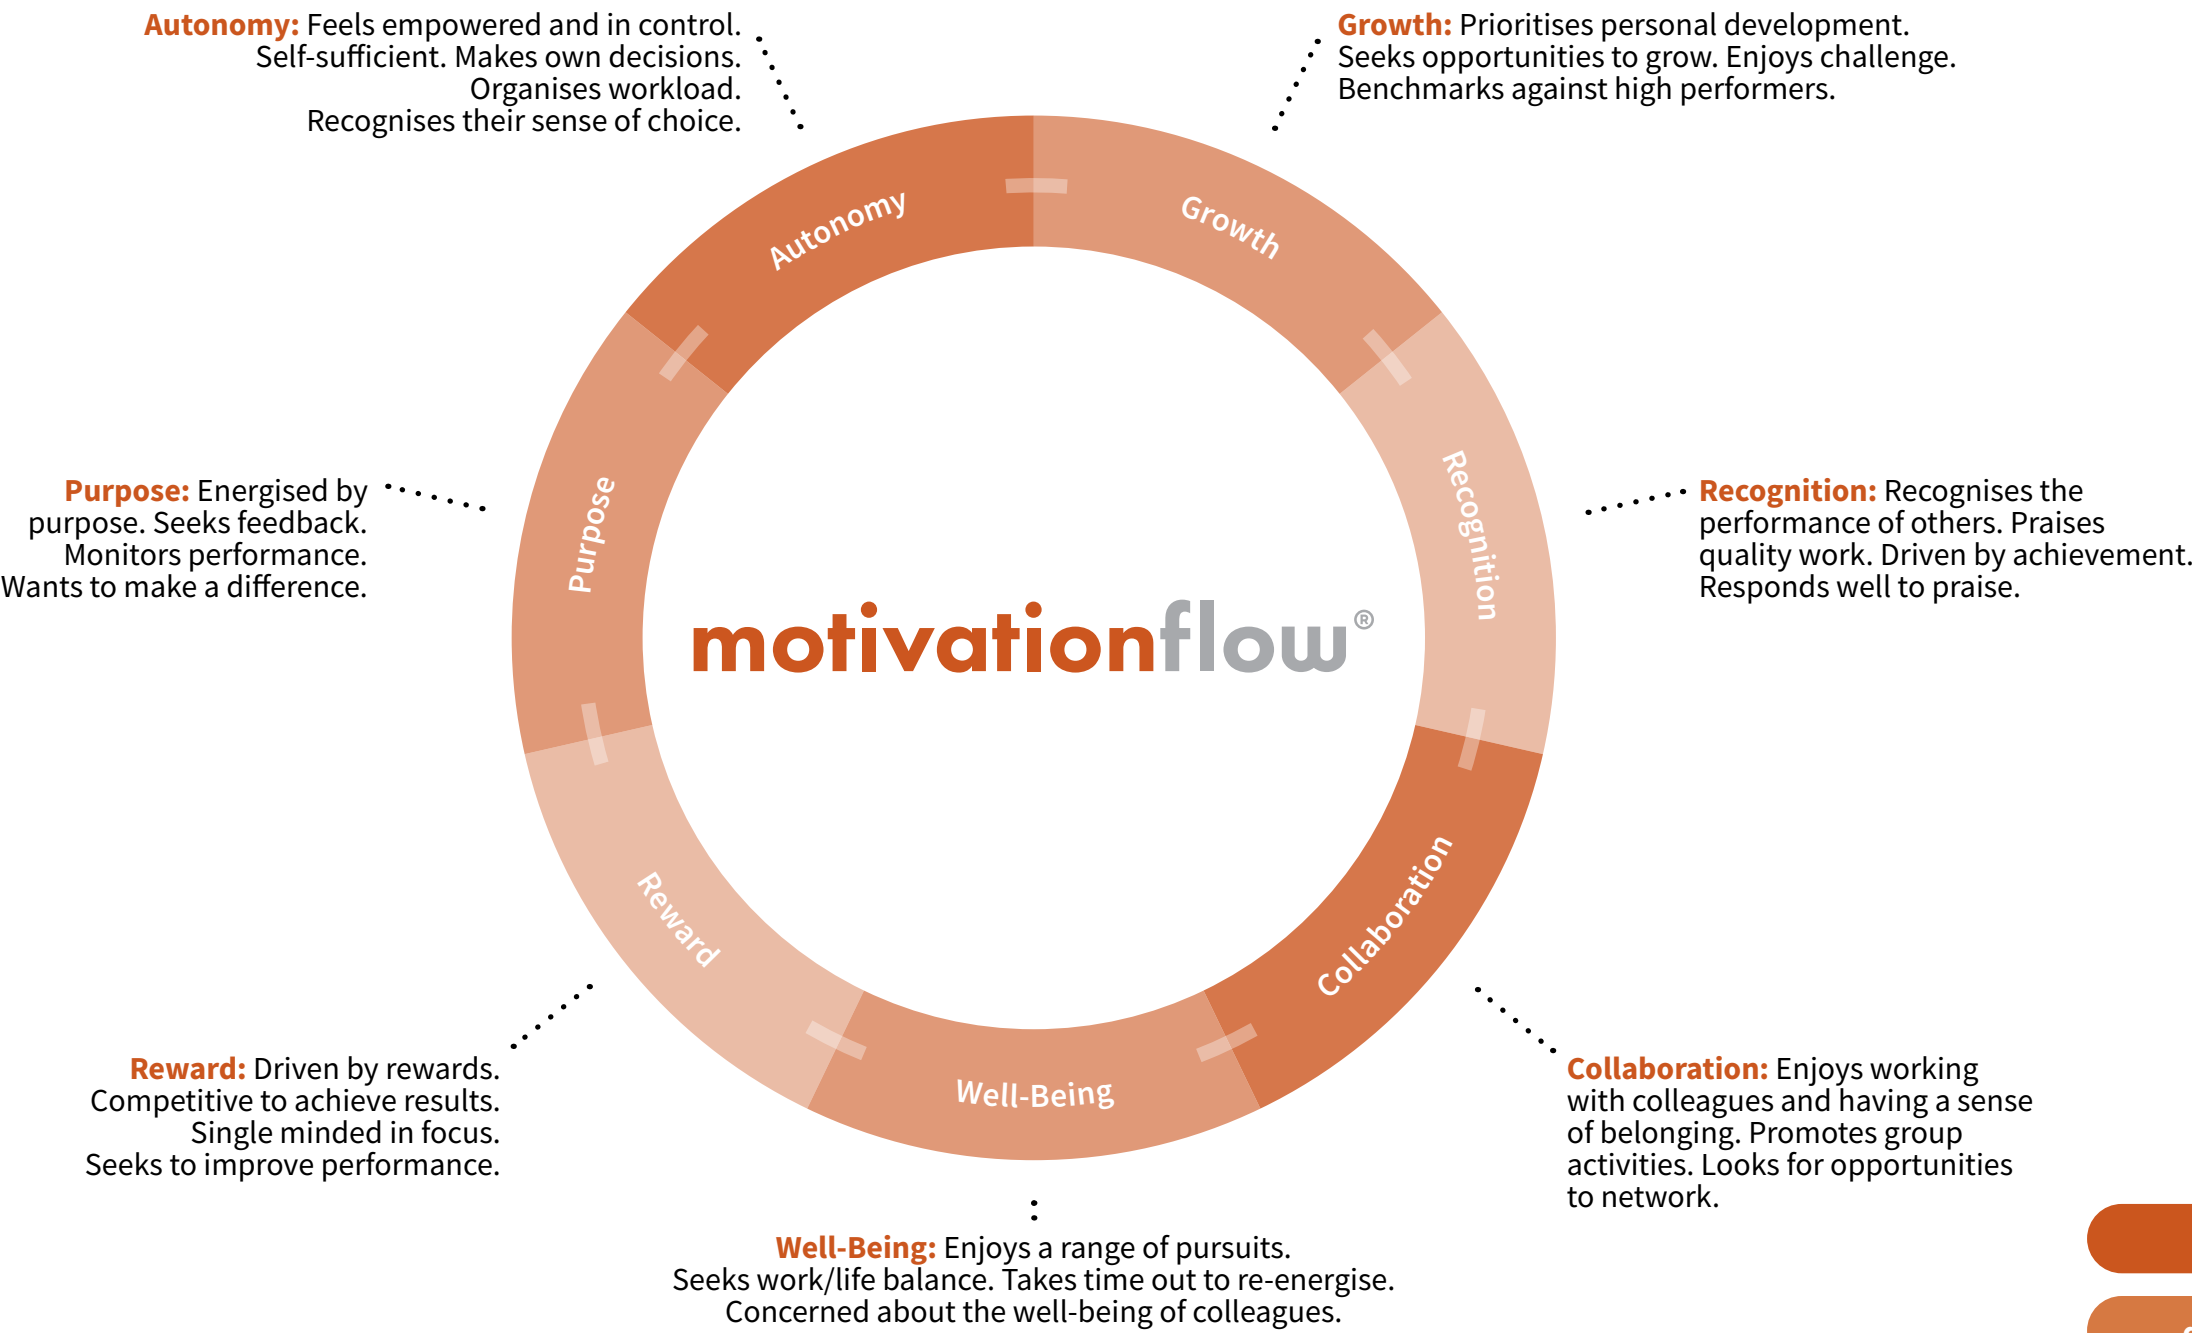 Autonomy: Feels empowered and in control.
Self-sufficient. Makes own decisions.
Organises workload.
Recognises their sense of choice.
Growth: Prioritises personal development.
Seeks opportunities to grow. Enjoys challenge.
Benchmarks against high performers.
Autonomy
Growth
Purpose: Energised by
purpose. Seeks feedback.
Monitors performance.
Wants to make a difference.
Purpose
Recognition
Recognition: Recognises the
performance of others. Praises
quality work. Driven by achievement.
Responds well to praise.
motivationflow®
Reward
Collaboration
Well-Being
Reward: Driven by rewards.
Competitive to achieve results.
Single minded in focus.
Seeks to improve performance.
Collaboration: Enjoys working
with colleagues and having a sense
of belonging. Promotes group
activities. Looks for opportunities
to network.
Well-Being: Enjoys a range of pursuits.
Seeks work/life balance. Takes time out to re-energise.
Concerned about the well-being of colleagues.